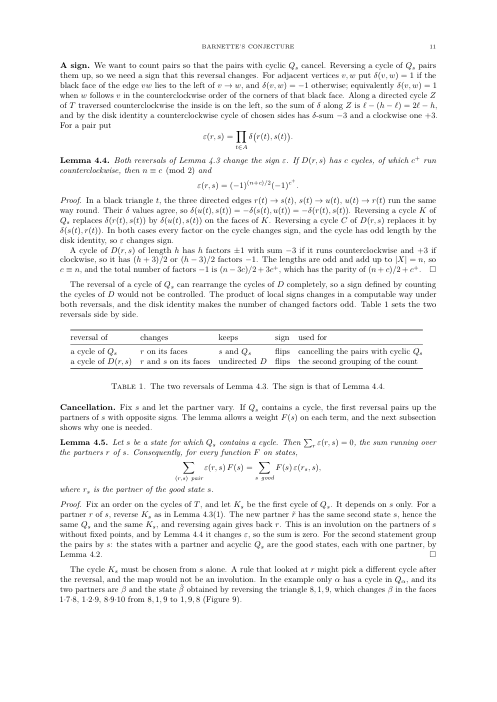 BARNETTE'S CONJECTURE 11
A sign. We want to count pairs so that the pairs with cyclic Q_s cancel. Reversing a cycle of Q_s pairs
them up, so we need a sign that this reversal changes. For adjacent vertices v, w put δ(v, w) = 1 if the
black face of the edge vw lies to the left of v → w, and δ(v, w) = −1 otherwise; equivalently δ(v, w) = 1
when w follows v in the counterclockwise order of the corners of that black face. Along a directed cycle Z
of T traversed counterclockwise the inside is on the left, so the sum of δ along Z is ℓ − (h − ℓ) = 2ℓ − h,
and by the disk identity a counterclockwise cycle of chosen sides has δ-sum −3 and a clockwise one +3.
For a pair put
ε(r, s) = ∏_{t∈A} δ(r(t), s(t)).
Lemma 4.4. Both reversals of Lemma 4.3 change the sign ε. If D(r, s) has c cycles, of which c⁺ run
counterclockwise, then n ≡ c (mod 2) and
ε(r, s) = (−1)^{(n+c)/2}(−1)^{c⁺}.
Proof. In a black triangle t, the three directed edges r(t) → s(t), s(t) → u(t), u(t) → r(t) run the same
way round. Their δ values agree, so δ(u(t), s(t)) = −δ(s(t), u(t)) = −δ(r(t), s(t)). Reversing a cycle K of
Q_s replaces δ(r(t), s(t)) by δ(u(t), s(t)) on the faces of K. Reversing a cycle C of D(r, s) replaces it by
δ(s(t), r(t)). In both cases every factor on the cycle changes sign, and the cycle has odd length by the
disk identity, so ε changes sign.
A cycle of D(r, s) of length h has h factors ±1 with sum −3 if it runs counterclockwise and +3 if
clockwise, so it has (h + 3)/2 or (h − 3)/2 factors −1. The lengths are odd and add up to |X| = n, so
c ≡ n, and the total number of factors −1 is (n − 3c)/2 + 3c⁺, which has the parity of (n + c)/2 + c⁺. □
The reversal of a cycle of Q_s can rearrange the cycles of D completely, so a sign defined by counting
the cycles of D would not be controlled. The product of local signs changes in a computable way under
both reversals, and the disk identity makes the number of changed factors odd. Table 1 sets the two
reversals side by side.
reversal of changes keeps sign used for
a cycle of Q_s r on its faces s and Q_s flips cancelling the pairs with cyclic Q_s
a cycle of D(r, s) r and s on its faces undirected D flips the second grouping of the count
Table 1. The two reversals of Lemma 4.3. The sign is that of Lemma 4.4.
Cancellation. Fix s and let the partner vary. If Q_s contains a cycle, the first reversal pairs up the
partners of s with opposite signs. The lemma allows a weight F(s) on each term, and the next subsection
shows why one is needed.
Lemma 4.5. Let s be a state for which Q_s contains a cycle. Then ∑_r ε(r, s) = 0, the sum running over
the partners r of s. Consequently, for every function F on states,
∑_{(r,s) pair} ε(r, s) F(s) = ∑_{s good} F(s) ε(r_s, s),
where r_s is the partner of the good state s.
Proof. Fix an order on the cycles of T, and let K_s be the first cycle of Q_s. It depends on s only. For a
partner r of s, reverse K_s as in Lemma 4.3(1). The new partner r̂ has the same second state s, hence the
same Q_s and the same K_s, and reversing again gives back r. This is an involution on the partners of s
without fixed points, and by Lemma 4.4 it changes ε, so the sum is zero. For the second statement group
the pairs by s: the states with a partner and acyclic Q_s are the good states, each with one partner, by
Lemma 4.2. □
The cycle K_s must be chosen from s alone. A rule that looked at r might pick a different cycle after
the reversal, and the map would not be an involution. In the example only α has a cycle in Q_α, and its
two partners are β and the state β̂ obtained by reversing the triangle 8, 1, 9, which changes β in the faces
1·7·8, 1·2·9, 8·9·10 from 8, 1, 9 to 1, 9, 8 (Figure 9).